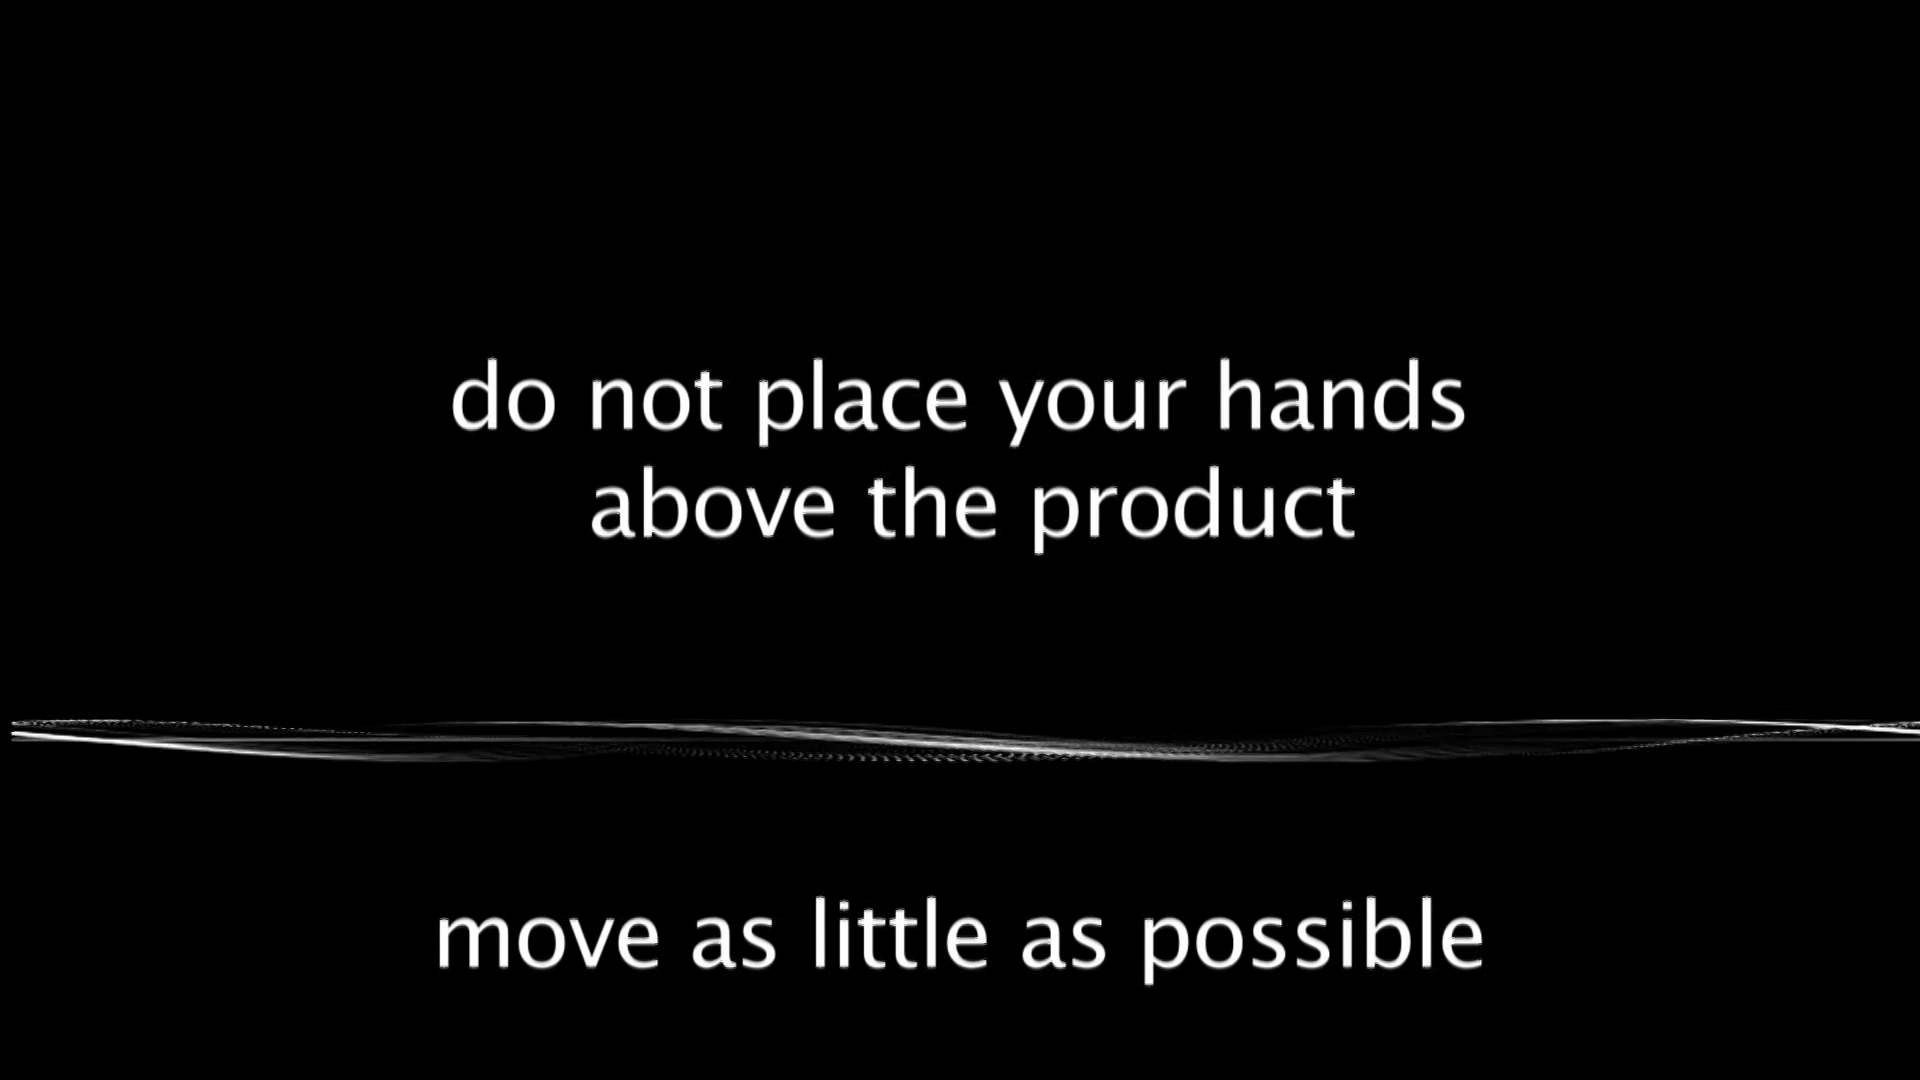 do not place your hands
above the product
move as little as possible